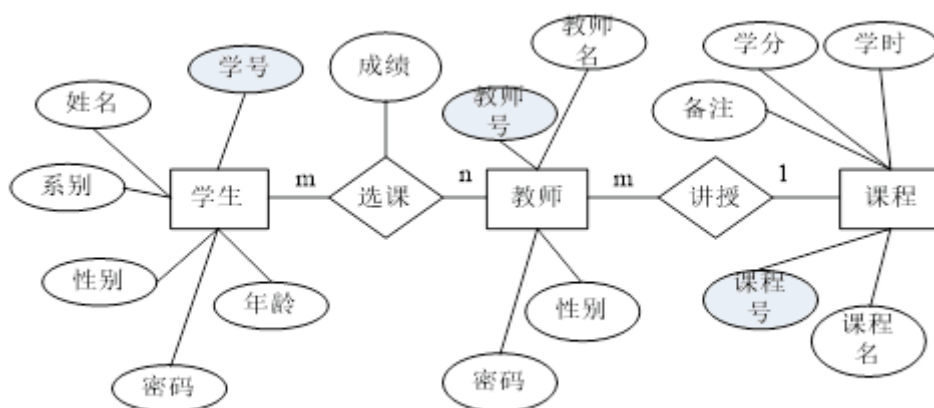 学号
成绩
教师
名
学分
学时
姓名
教师
号
备注
系别
学生
m
选课
n
教师
m
讲授
1
课程
性别
年龄
密码
性别
密码
课程
号
课程
名